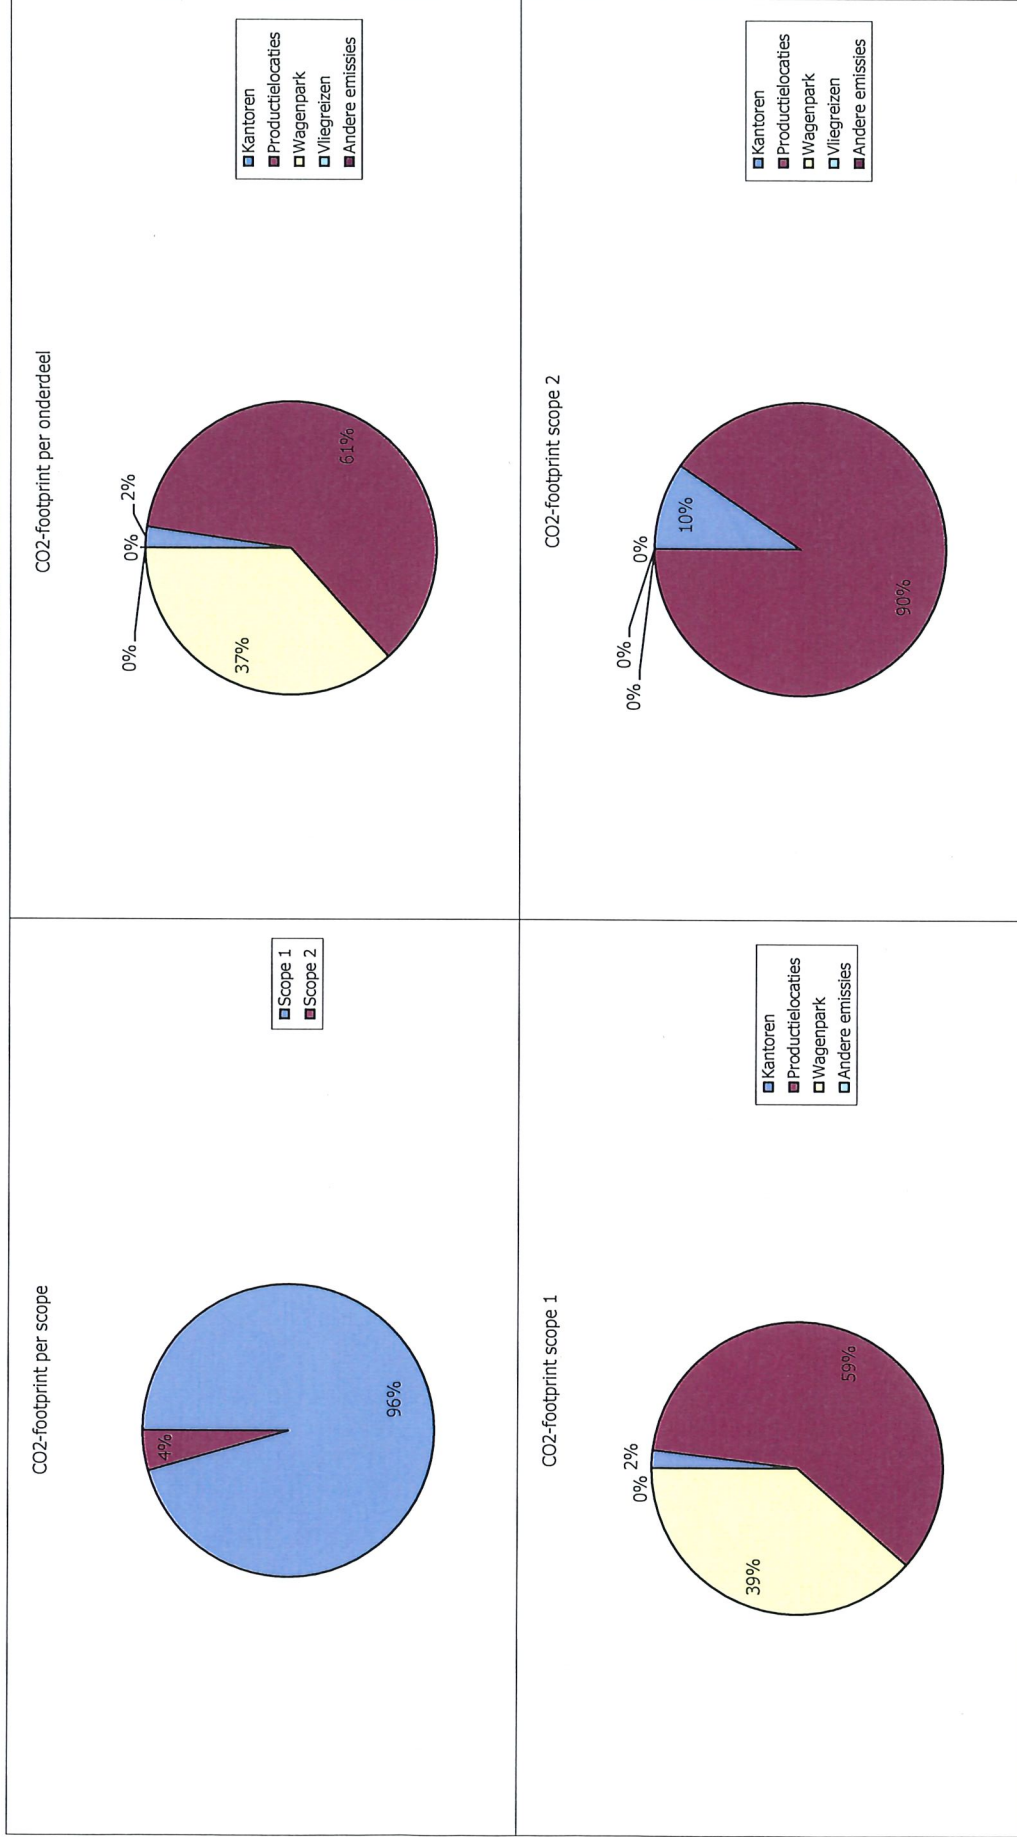 CO2-footprint per scope
4%
96%
Scope 1
Scope 2
CO2-footprint per onderdeel
0%
0%
2%
37%
61%
Kantoren
Productielocaties
Wagenpark
Vliegreizen
Andere emissies
CO2-footprint scope 1
0%
2%
39%
59%
Kantoren
Productielocaties
Wagenpark
Andere emissies
CO2-footprint scope 2
0%
0%
0%
10%
90%
Kantoren
Productielocaties
Wagenpark
Vliegreizen
Andere emissies